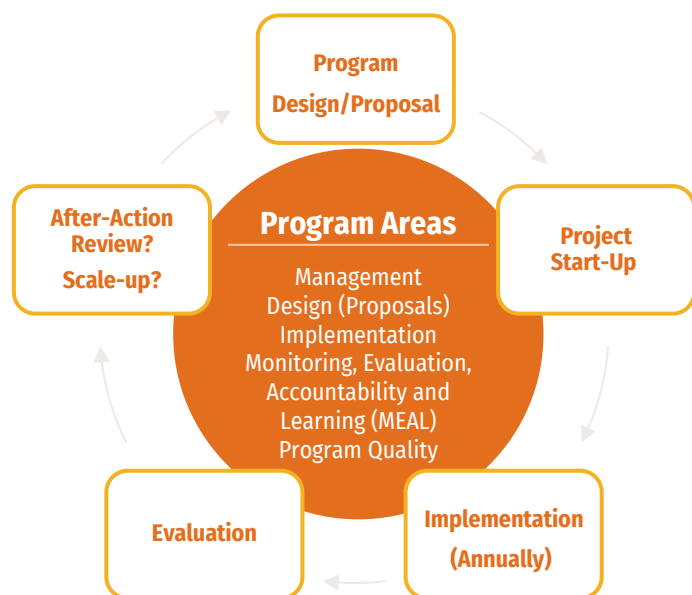 Program
Design/Proposal
After-Action
Review?
Scale-up?
Program Areas
Project
Start-Up
Management
Design (Proposals)
Implementation
Monitoring, Evaluation,
Accountability and
Learning (MEAL)
Program Quality
Evaluation
Implementation
(Annually)